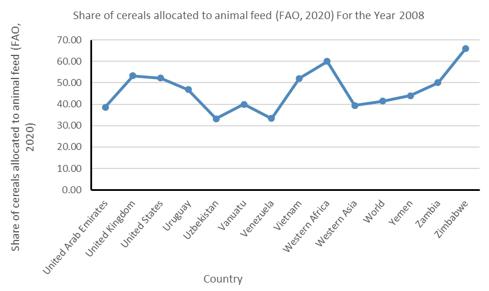 Share of cereals allocated to animal feed (FAO, 2020) For the Year 2008
Share of cereals allocated to animal feed (FAO,
2020)
70.00
60.00
50.00
40.00
30.00
20.00
10.00
0.00
United Arab Emirates
United Kingdom
United States
Uruguay
Uzbekistan
Vanuatu
Venezuela
Vietnam
Western Africa
Western Asia
World
Yemen
Zambia
Zimbabwe
Country